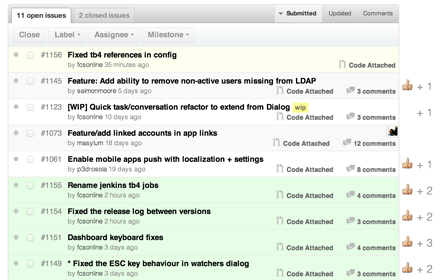 11 open issues 2 closed issues Submitted Updated Comments
Close Label Assignee Milestone
#1156 Fixed tb4 references in config
by fcsonline 35 minutes ago Code Attached
#1145 Feature: Add ability to remove non-active users missing from LDAP
by saimonmoore 5 days ago Code Attached 3 comments + 1
#1123 [WIP] Quick task/conversation refactor to extend from Dialog wip
by fcsonline 10 days ago Code Attached 3 comments + 1
#1073 Feature/add linked accounts in app links
by masylum 18 days ago Code Attached 12 comments
#1061 Enable mobile apps push with localization + settings
by p3drosola 19 days ago Code Attached 8 comments + 1
#1155 Rename jenkins tb4 jobs
by fcsonline 2 hours ago Code Attached 4 comments + 2
#1154 Fixed the release log between versions
by fcsonline 2 hours ago Code Attached 3 comments + 2
#1151 Dashboard keyboard fixes
by fcsonline 3 days ago Code Attached 4 comments + 3
#1149 * Fixed the ESC key behaviour in watchers dialog
by fcsonline 3 days ago Code Attached 3 comments + 2